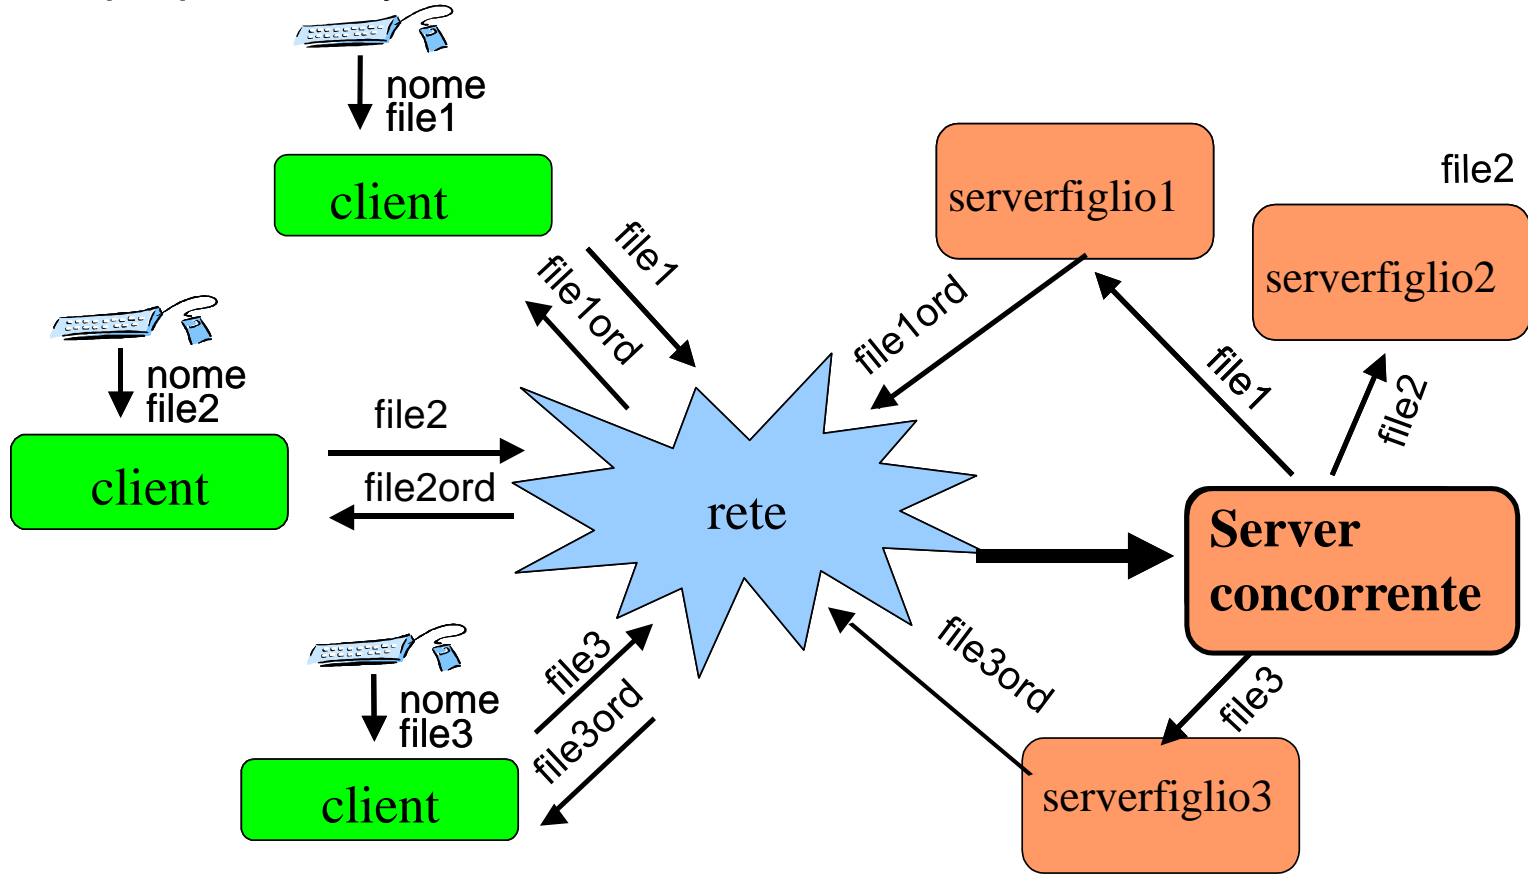 nome
file1
client
file1
file1ord
serverfiglio1
file2
serverfiglio2
file1ord
file1
file2
nome
file2
client
file2
file2ord
rete
Server
concorrente
file3
file3ord
nome
file3
client
file3ord
file3
serverfiglio3